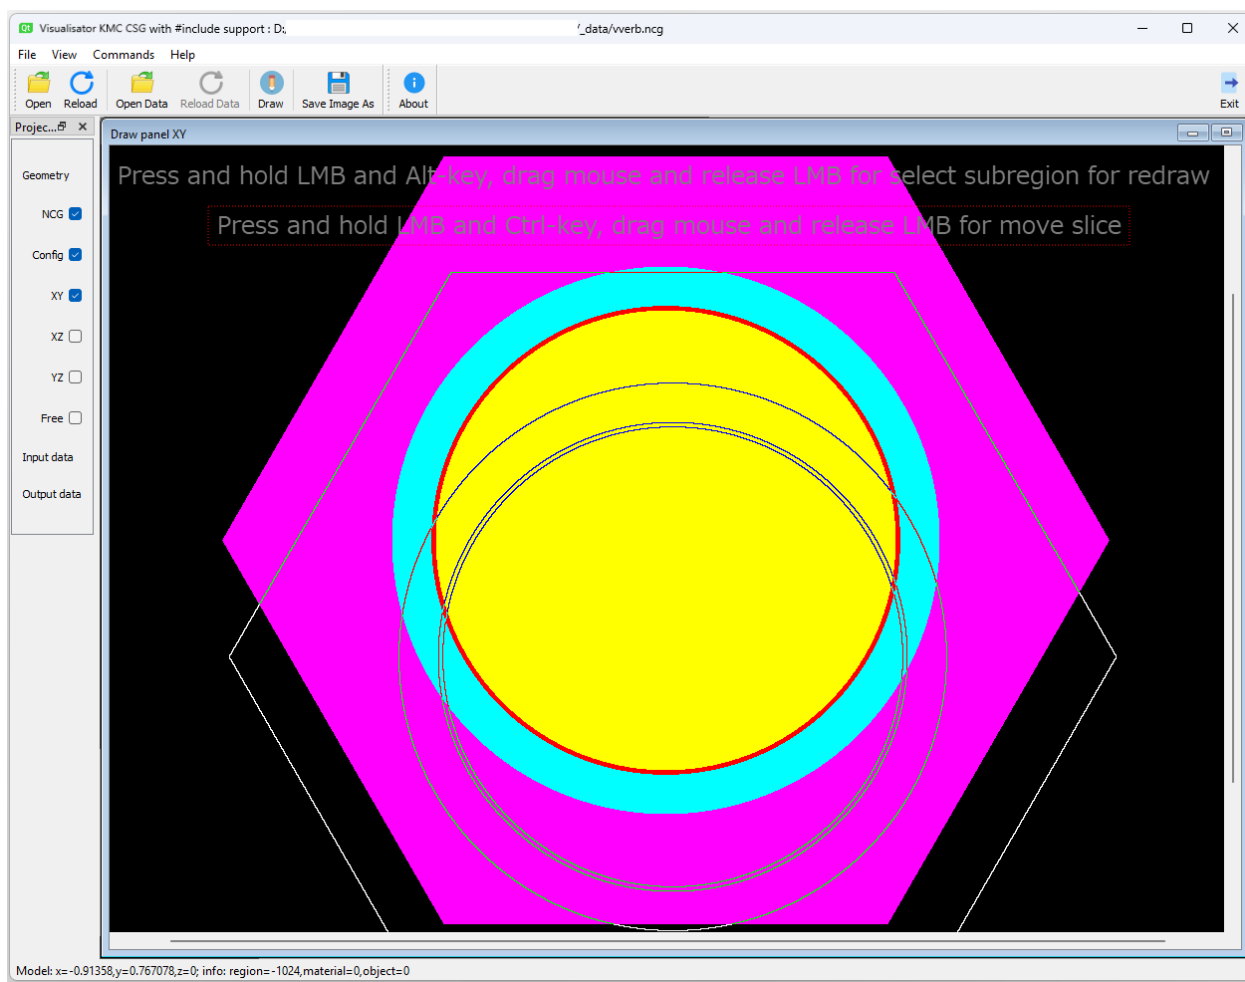 Visualisator KMC CSG with #include support : D:, /_data/vverb.ncg
File View Commands Help
Open Reload Open Data Reload Data Draw Save Image As About Exit
Projec...
Draw panel XY
Geometry
NCG
Config
XY
XZ
YZ
Free
Input data
Output data
Press and hold LMB and Alt-key, drag mouse and release LMB for select subregion for redraw
Press and hold LMB and Ctrl-key, drag mouse and release LMB for move slice
Model: x=-0.91358,y=0.767078,z=0; info: region=-1024,material=0,object=0